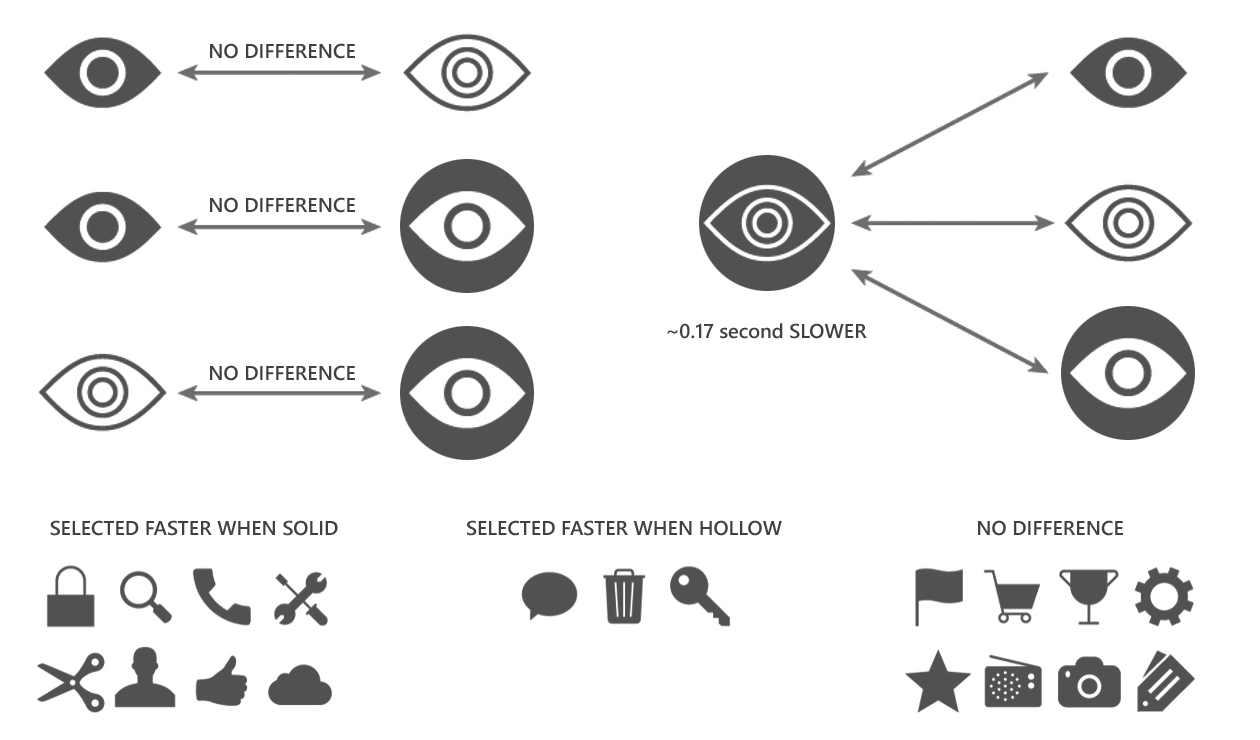 NO DIFFERENCE
NO DIFFERENCE
NO DIFFERENCE
~0.17 second SLOWER
SELECTED FASTER WHEN SOLID
SELECTED FASTER WHEN HOLLOW
NO DIFFERENCE